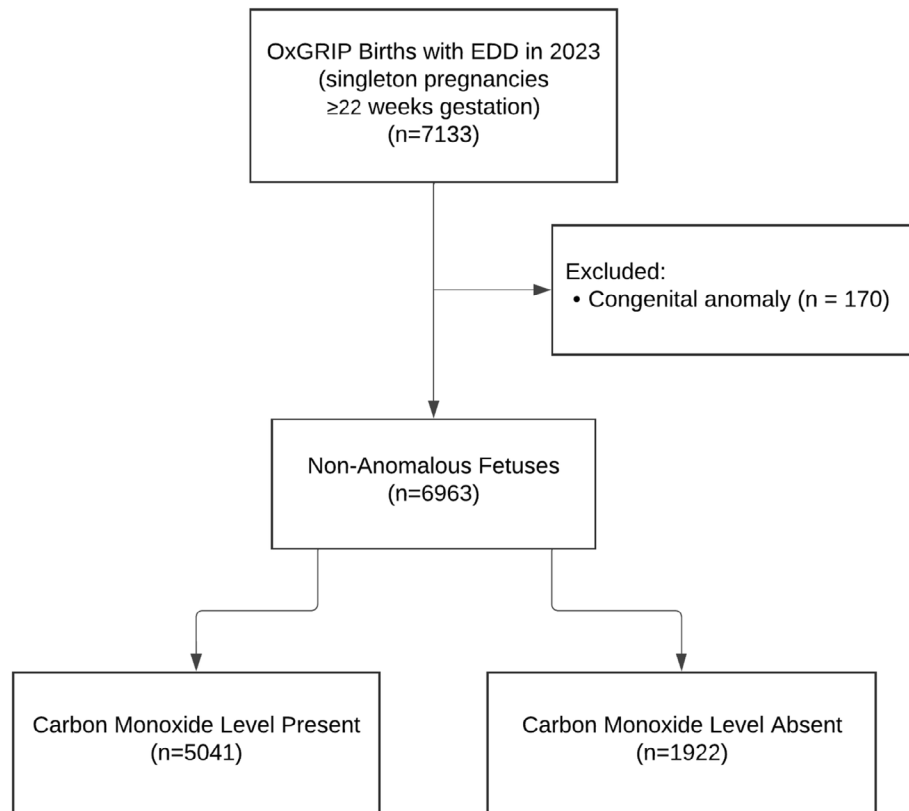 OxGRIP Births with EDD in 2023
(singleton pregnancies
≥22 weeks gestation)
(n=7133)
Excluded:
• Congenital anomaly (n = 170)
Non-Anomalous Fetuses
(n=6963)
Carbon Monoxide Level Present
(n=5041)
Carbon Monoxide Level Absent
(n=1922)